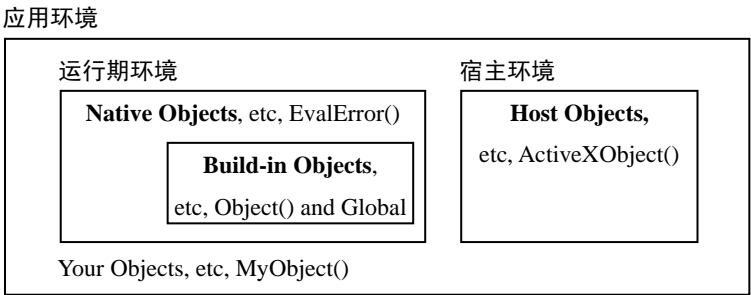 应用环境
运行期环境
Native Objects, etc, EvalError()
Build-in Objects,
etc, Object() and Global
宿主环境
Host Objects,
etc, ActiveXObject()
Your Objects, etc, MyObject()